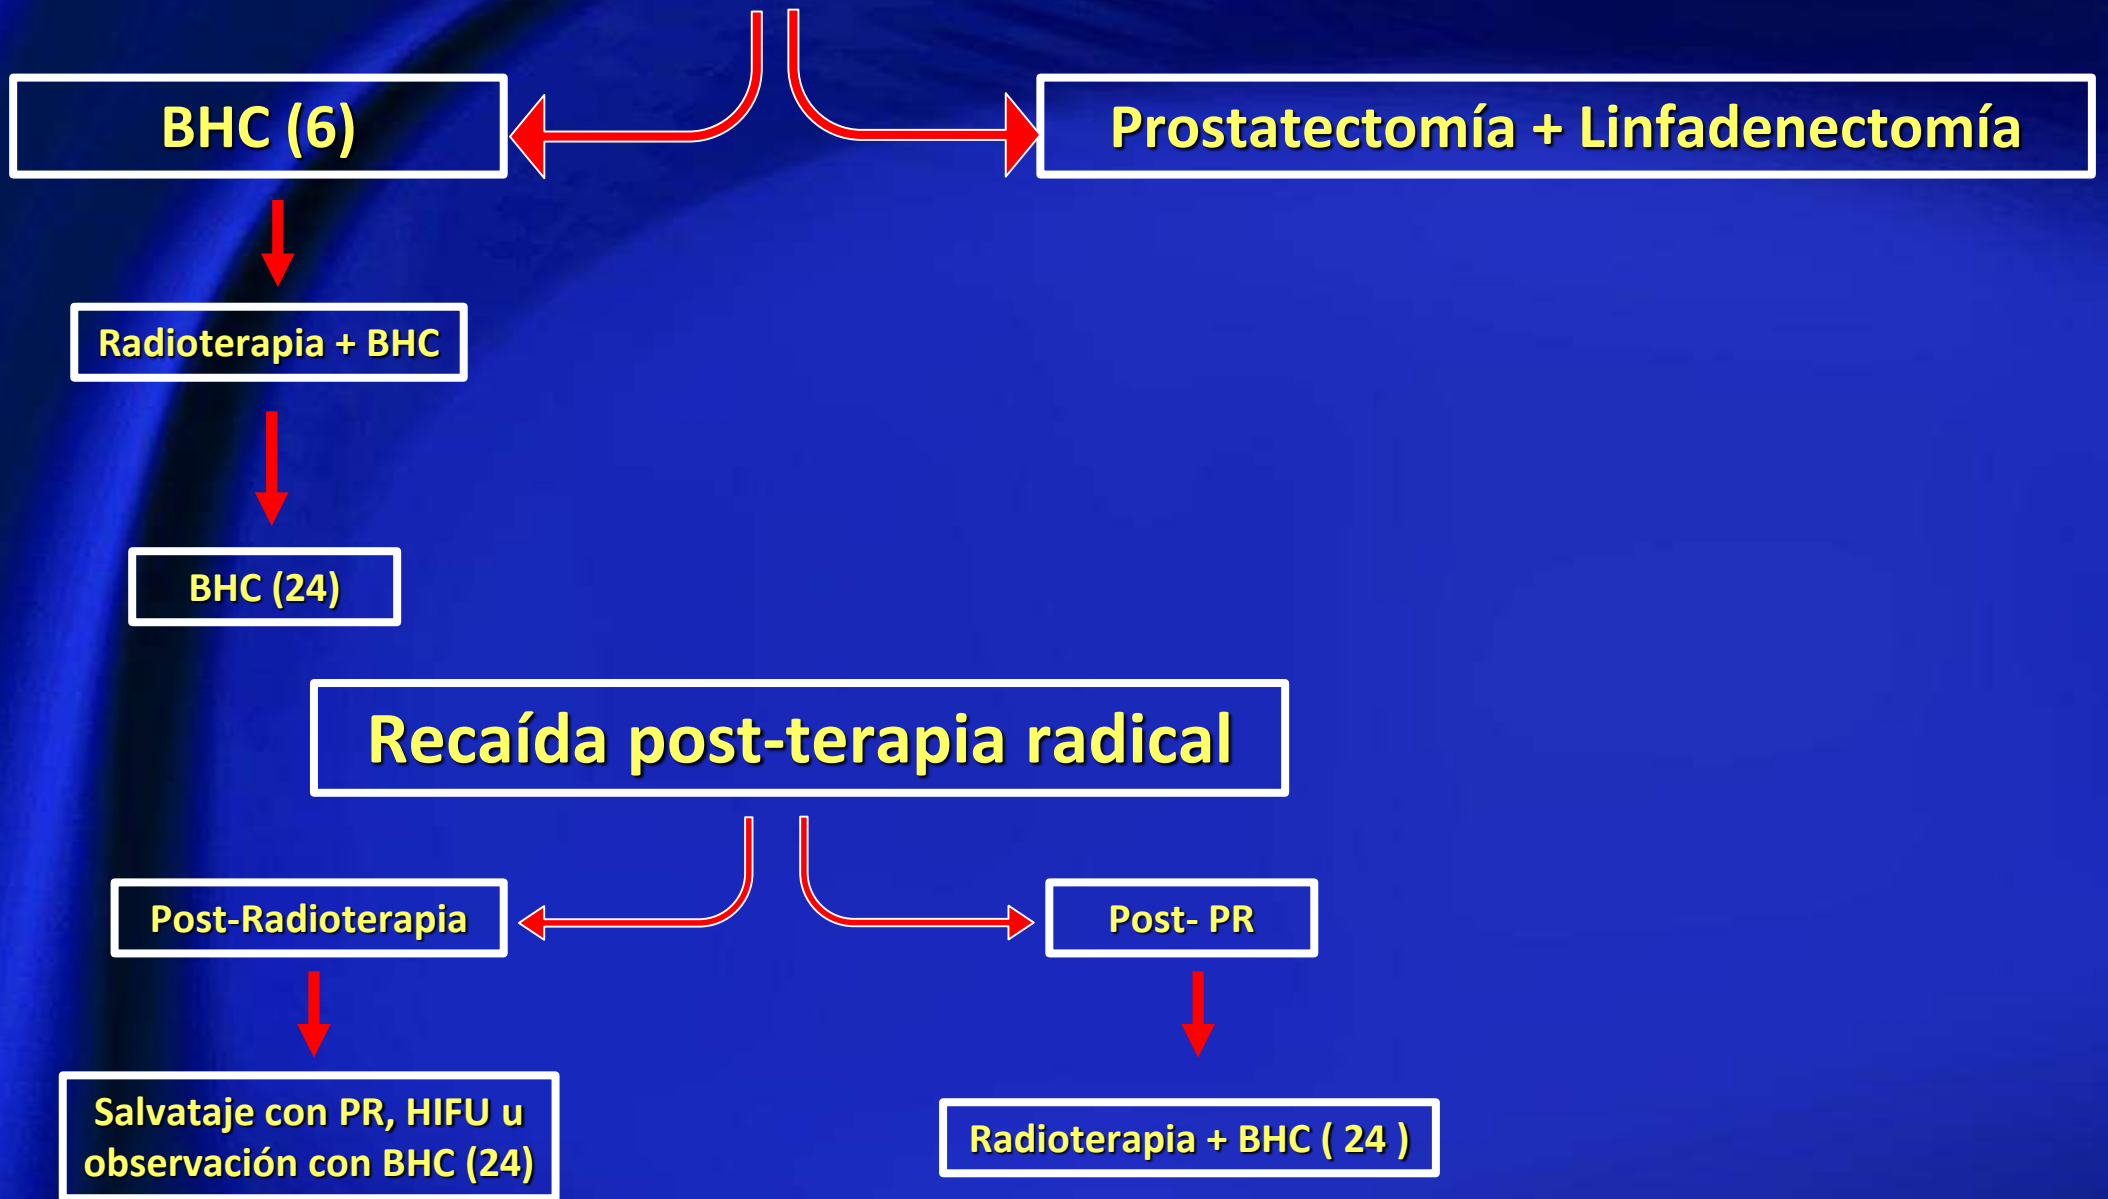 BHC (6)
Prostatectomía + Linfadenectomía
Radioterapia + BHC
BHC (24)
Recaída post-terapia radical
Post-Radioterapia
Post- PR
Salvataje con PR, HIFU u
observación con BHC (24)
Radioterapia + BHC ( 24 )